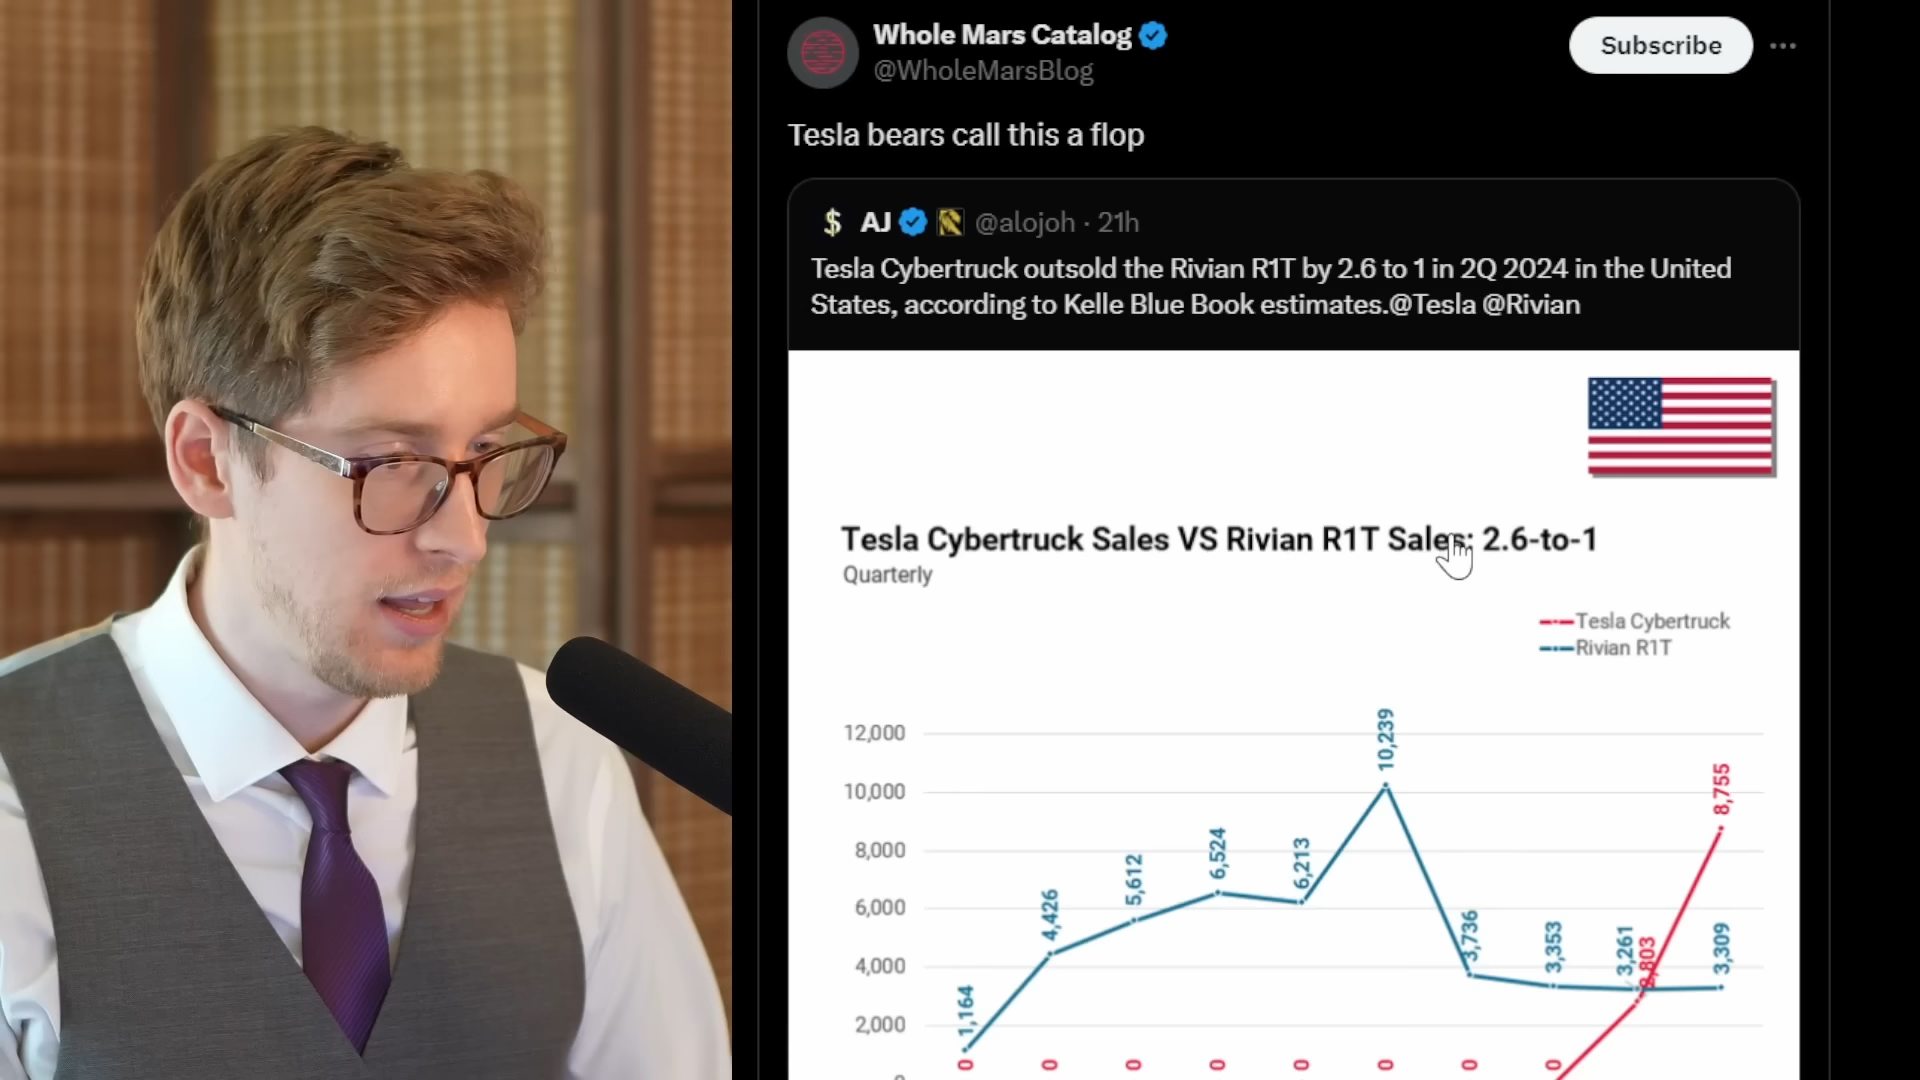 Whole Mars Catalog
@WholeMarsBlog
Subscribe
Tesla bears call this a flop
$ AJ @alojoh · 21h
Tesla Cybertruck outsold the Rivian R1T by 2.6 to 1 in 2Q 2024 in the United
States, according to Kelle Blue Book estimates.@Tesla @Rivian
Tesla Cybertruck Sales VS Rivian R1T Sales: 2.6-to-1
Quarterly
Tesla Cybertruck
Rivian R1T
12,000
10,000
8,000
6,000
4,000
2,000
1,164
4,426
5,612
6,524
6,213
10,239
3,736
3,353
3,261
3,309
8,755
0
0
0
0
0
0
0
0